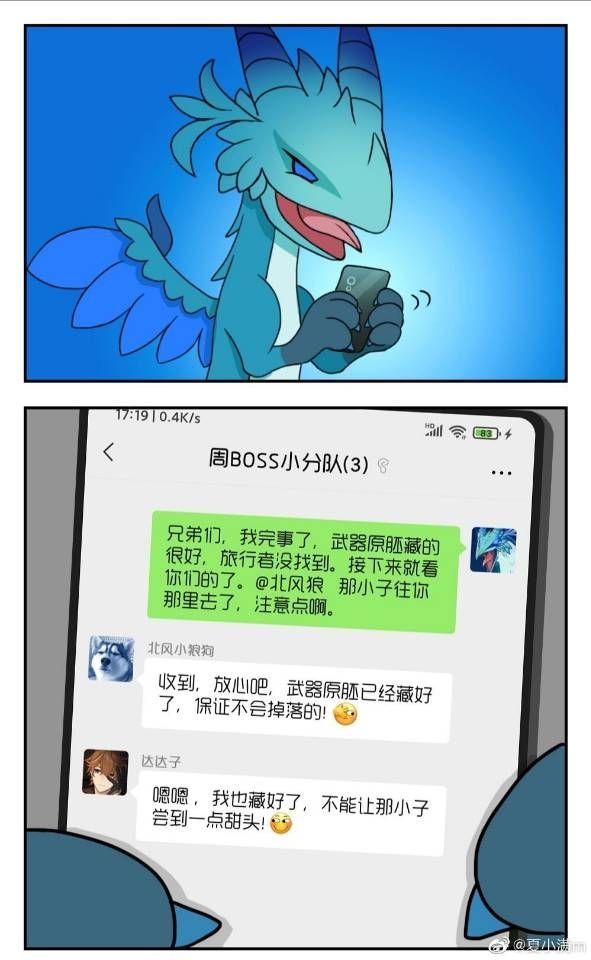 17:19 | 0.4K/s
HD
83
周BOSS小分队(3)
兄弟们，我完事了，武器原胚藏的
很好，旅行者没找到。接下来就看
你们的了。@北风狼 那小子往你
那里去了，注意点啊。
北风小狼狗
收到，放心吧，武器原胚已经藏好
了，保证不会掉落的!
达达子
嗯嗯，我也藏好了，不能让那小子
尝到一点甜头!
@夏小满m